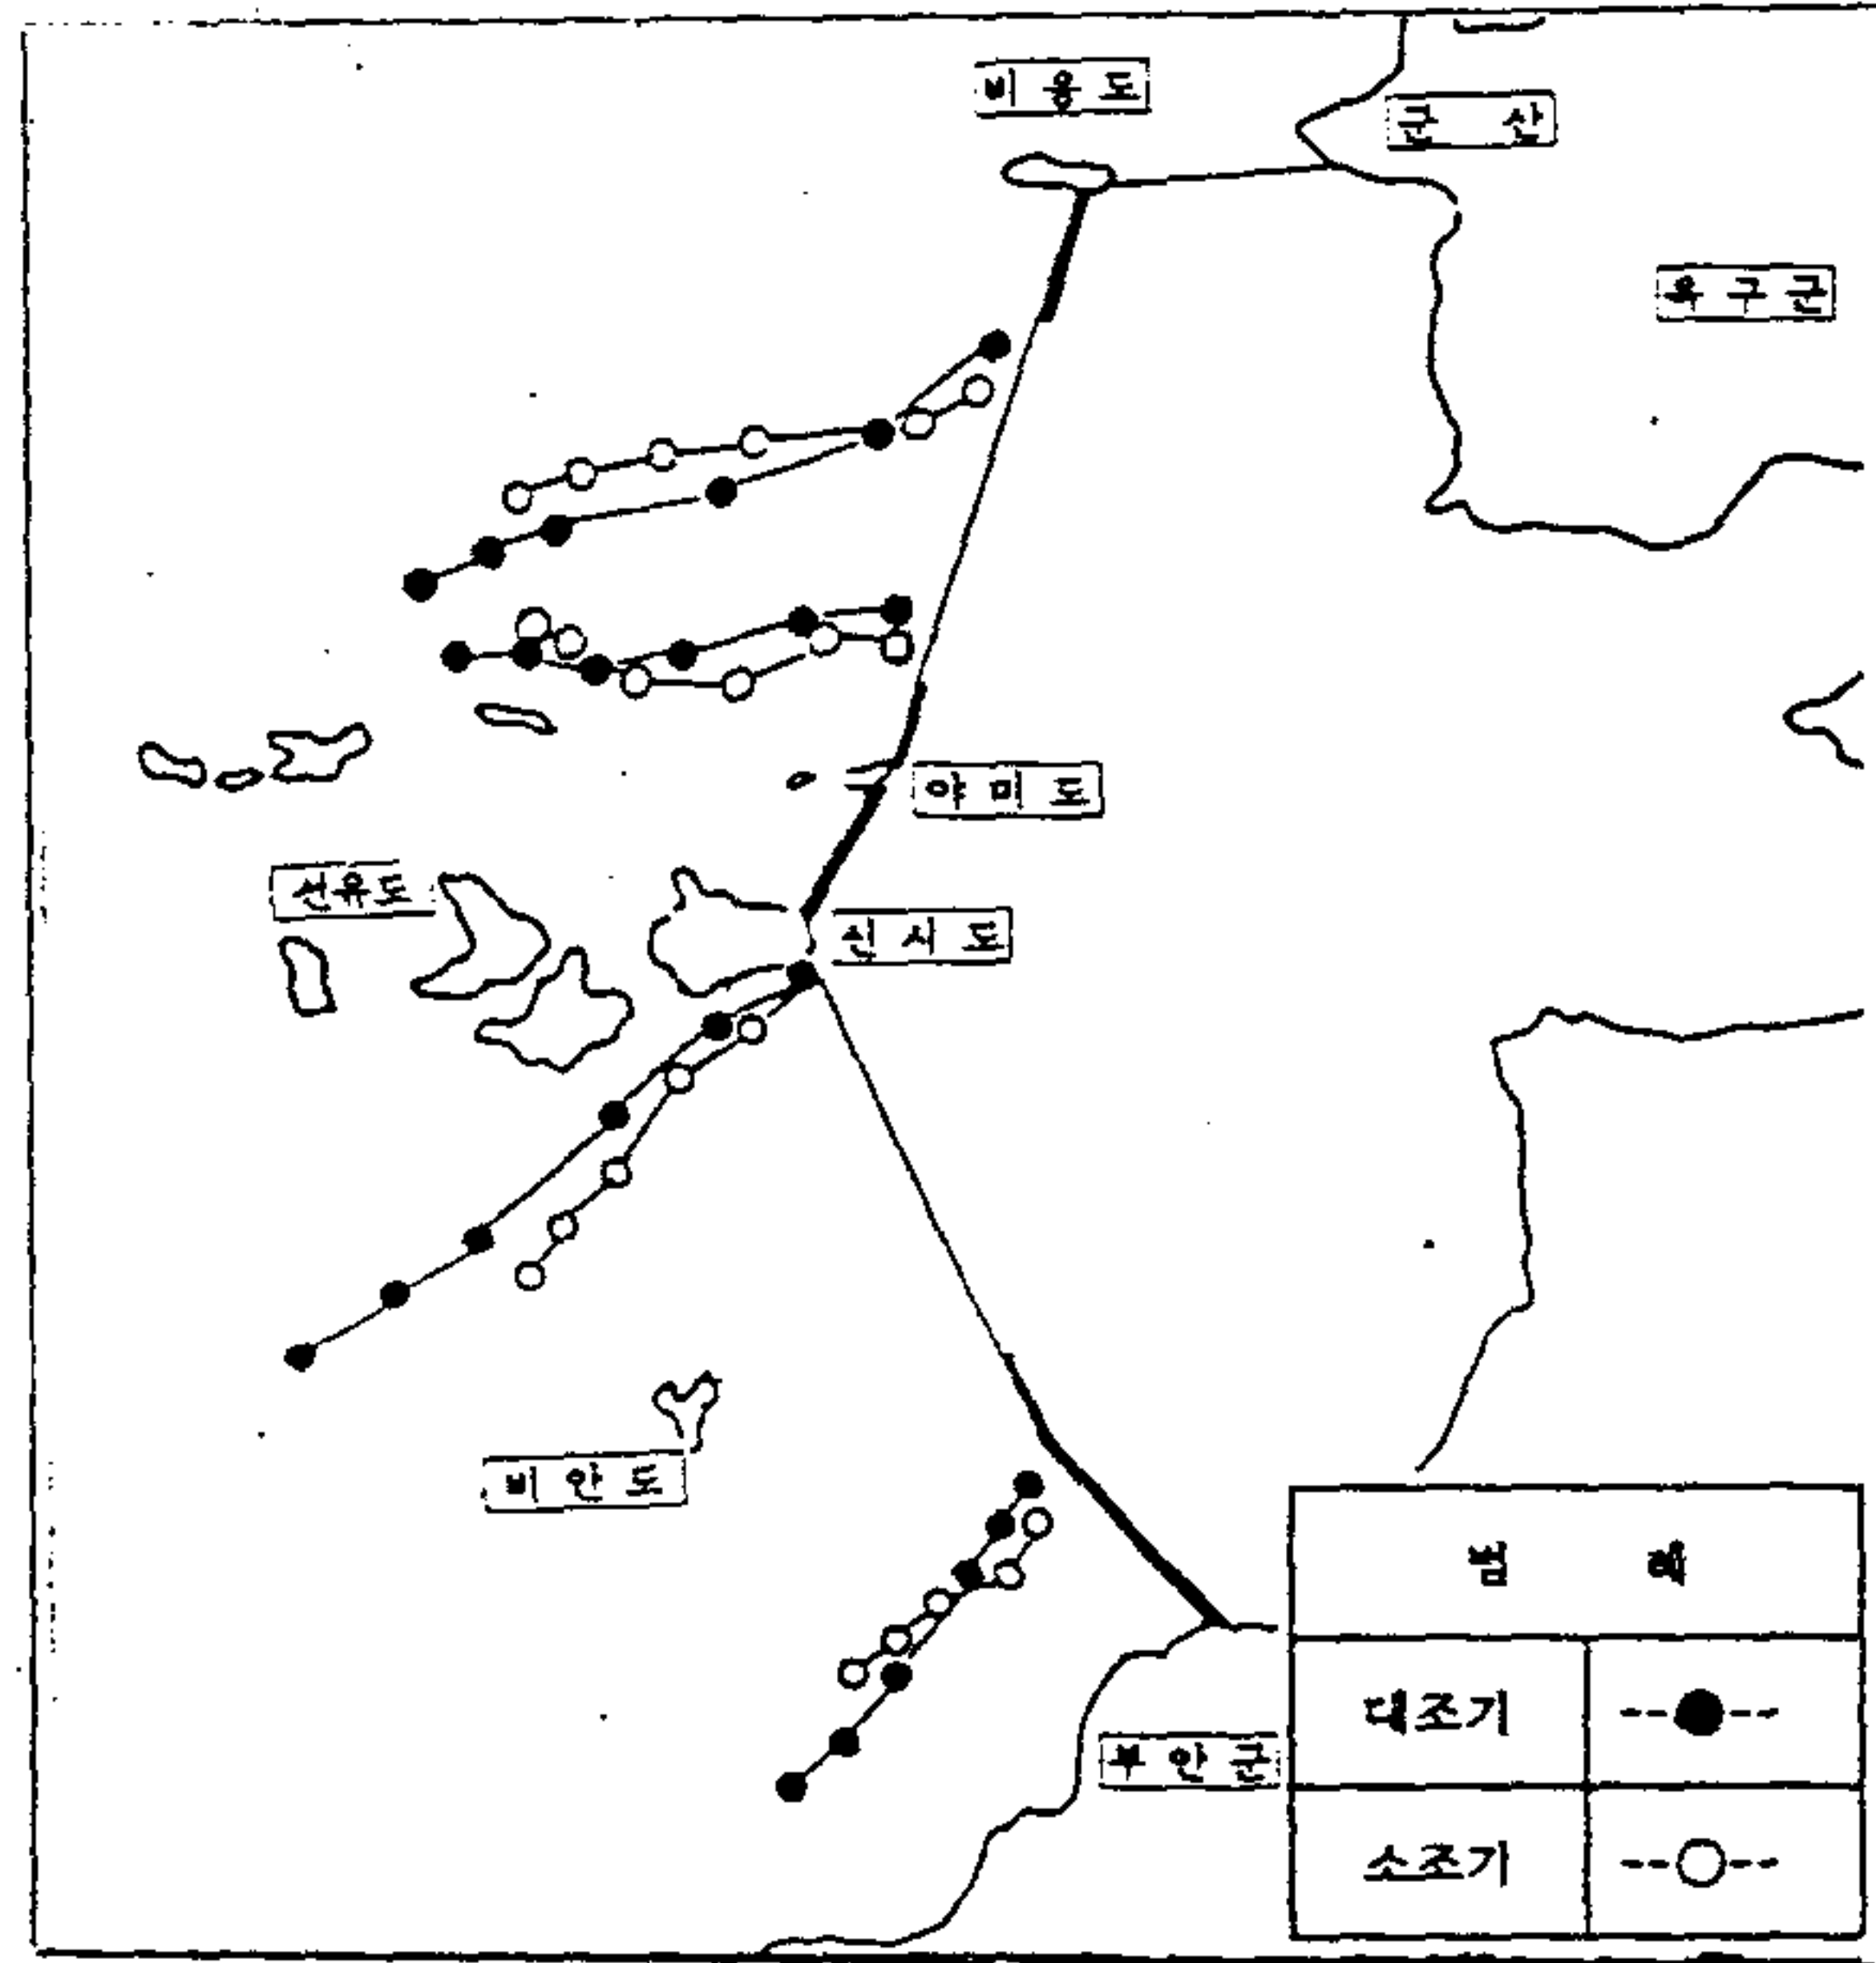 비응도
군 산
옥구군
야미도
선유도
신시도
비안도
범 례
대조기
부안군
소조기